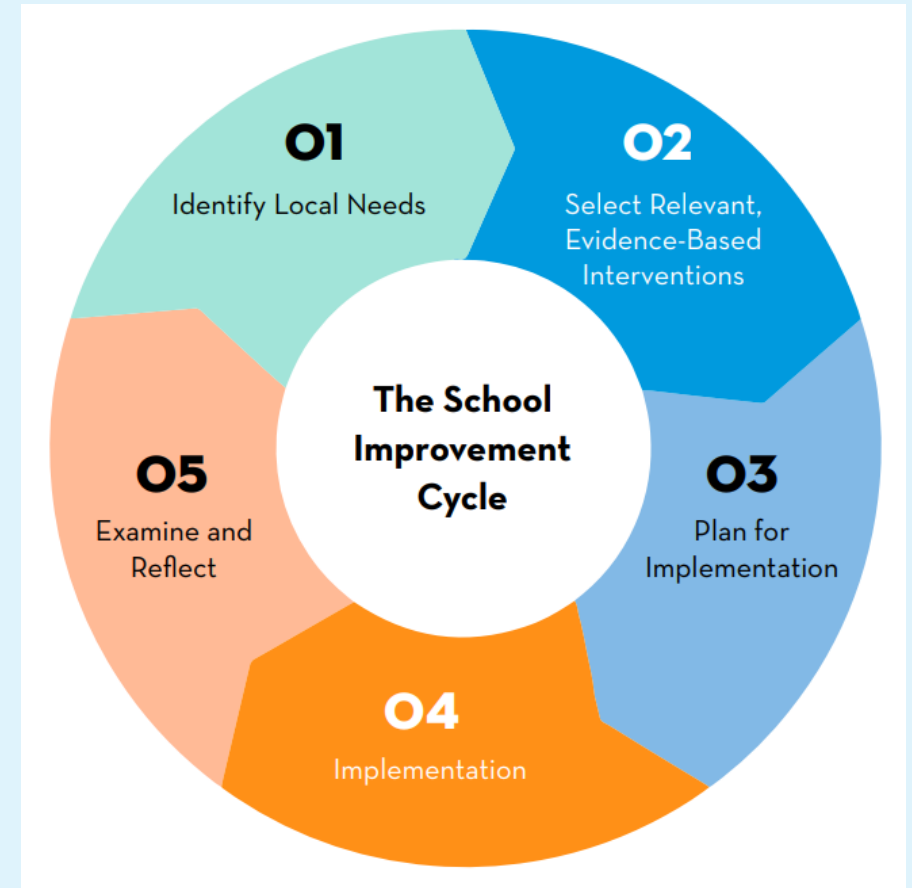 01
Identify Local Needs
02
Select Relevant,
Evidence-Based
Interventions
The School
Improvement
Cycle
03
Plan for
Implementation
04
Implementation
05
Examine and
Reflect